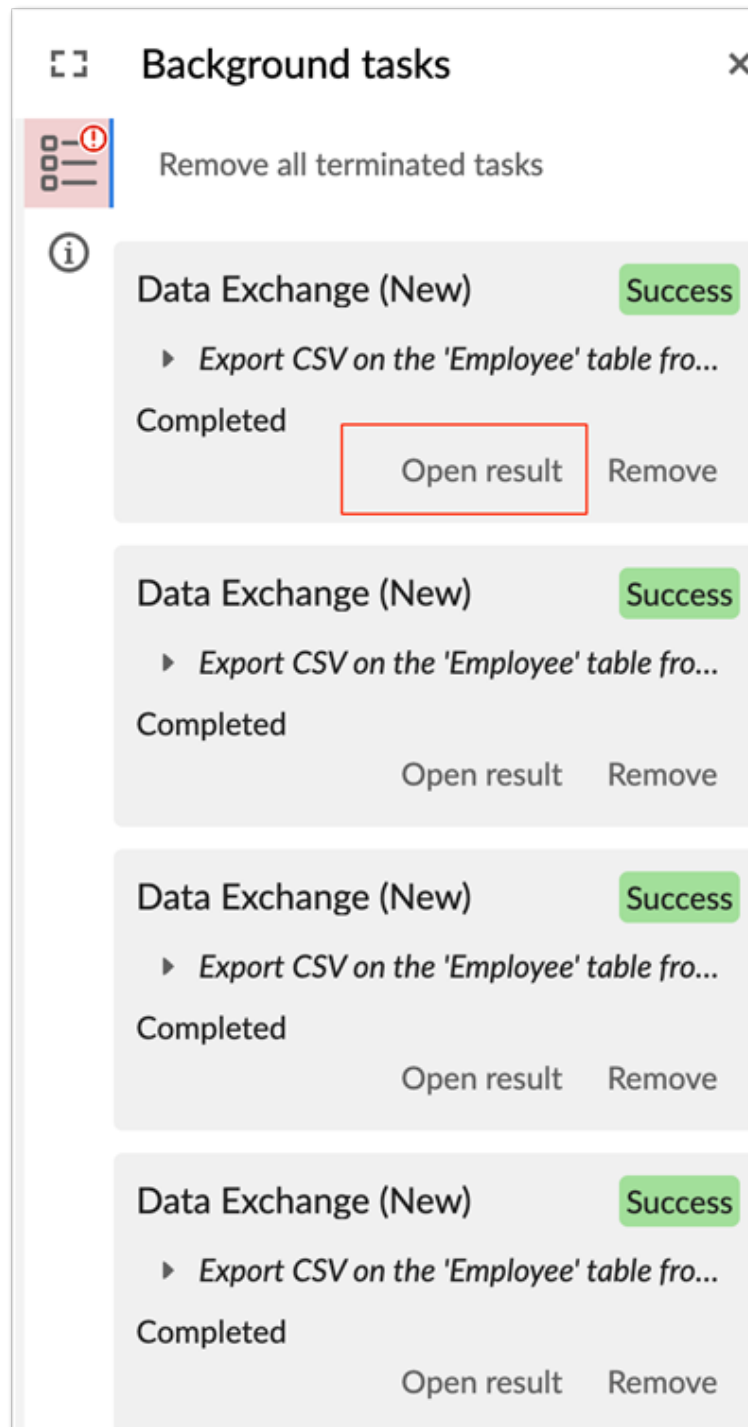 Background tasks
Remove all terminated tasks
Data Exchange (New) Success
Export CSV on the 'Employee' table fro...
Completed
Open result Remove
Data Exchange (New) Success
Export CSV on the 'Employee' table fro...
Completed
Open result Remove
Data Exchange (New) Success
Export CSV on the 'Employee' table fro...
Completed
Open result Remove
Data Exchange (New) Success
Export CSV on the 'Employee' table fro...
Completed
Open result Remove